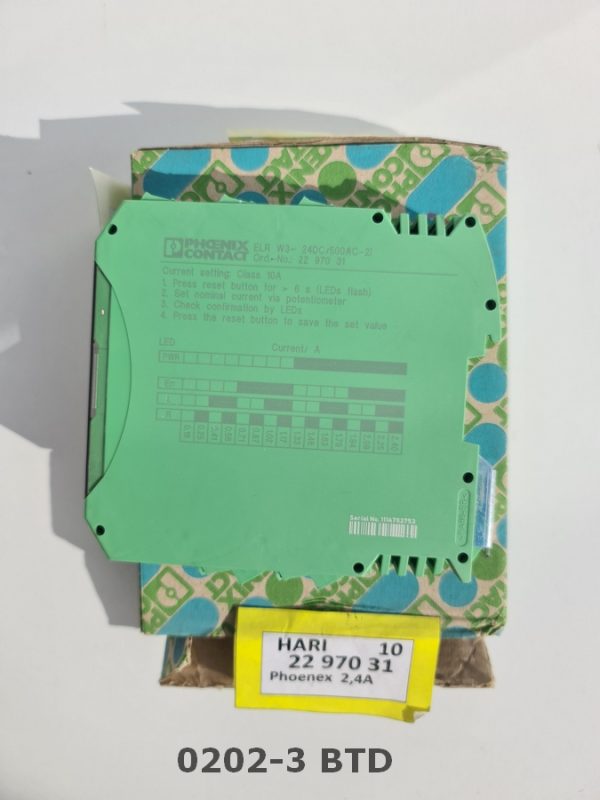 PHOENIX
CONTACT
ELR W3- 24DC/500AC-2I
Ord.-No.: 22 970 31
Current setting: Class 10A
1. Press reset button for > 6 s (LEDs flash)
2. Set nominal current via potentiometer
3. Check confirmation by LEDs
4. Press the reset button to save the set value
LED
Current/ A
PWR
Err
L
R
Serial No.
HARI 10
22 970 31
Phoenex 2,4A
0202-3 BTD